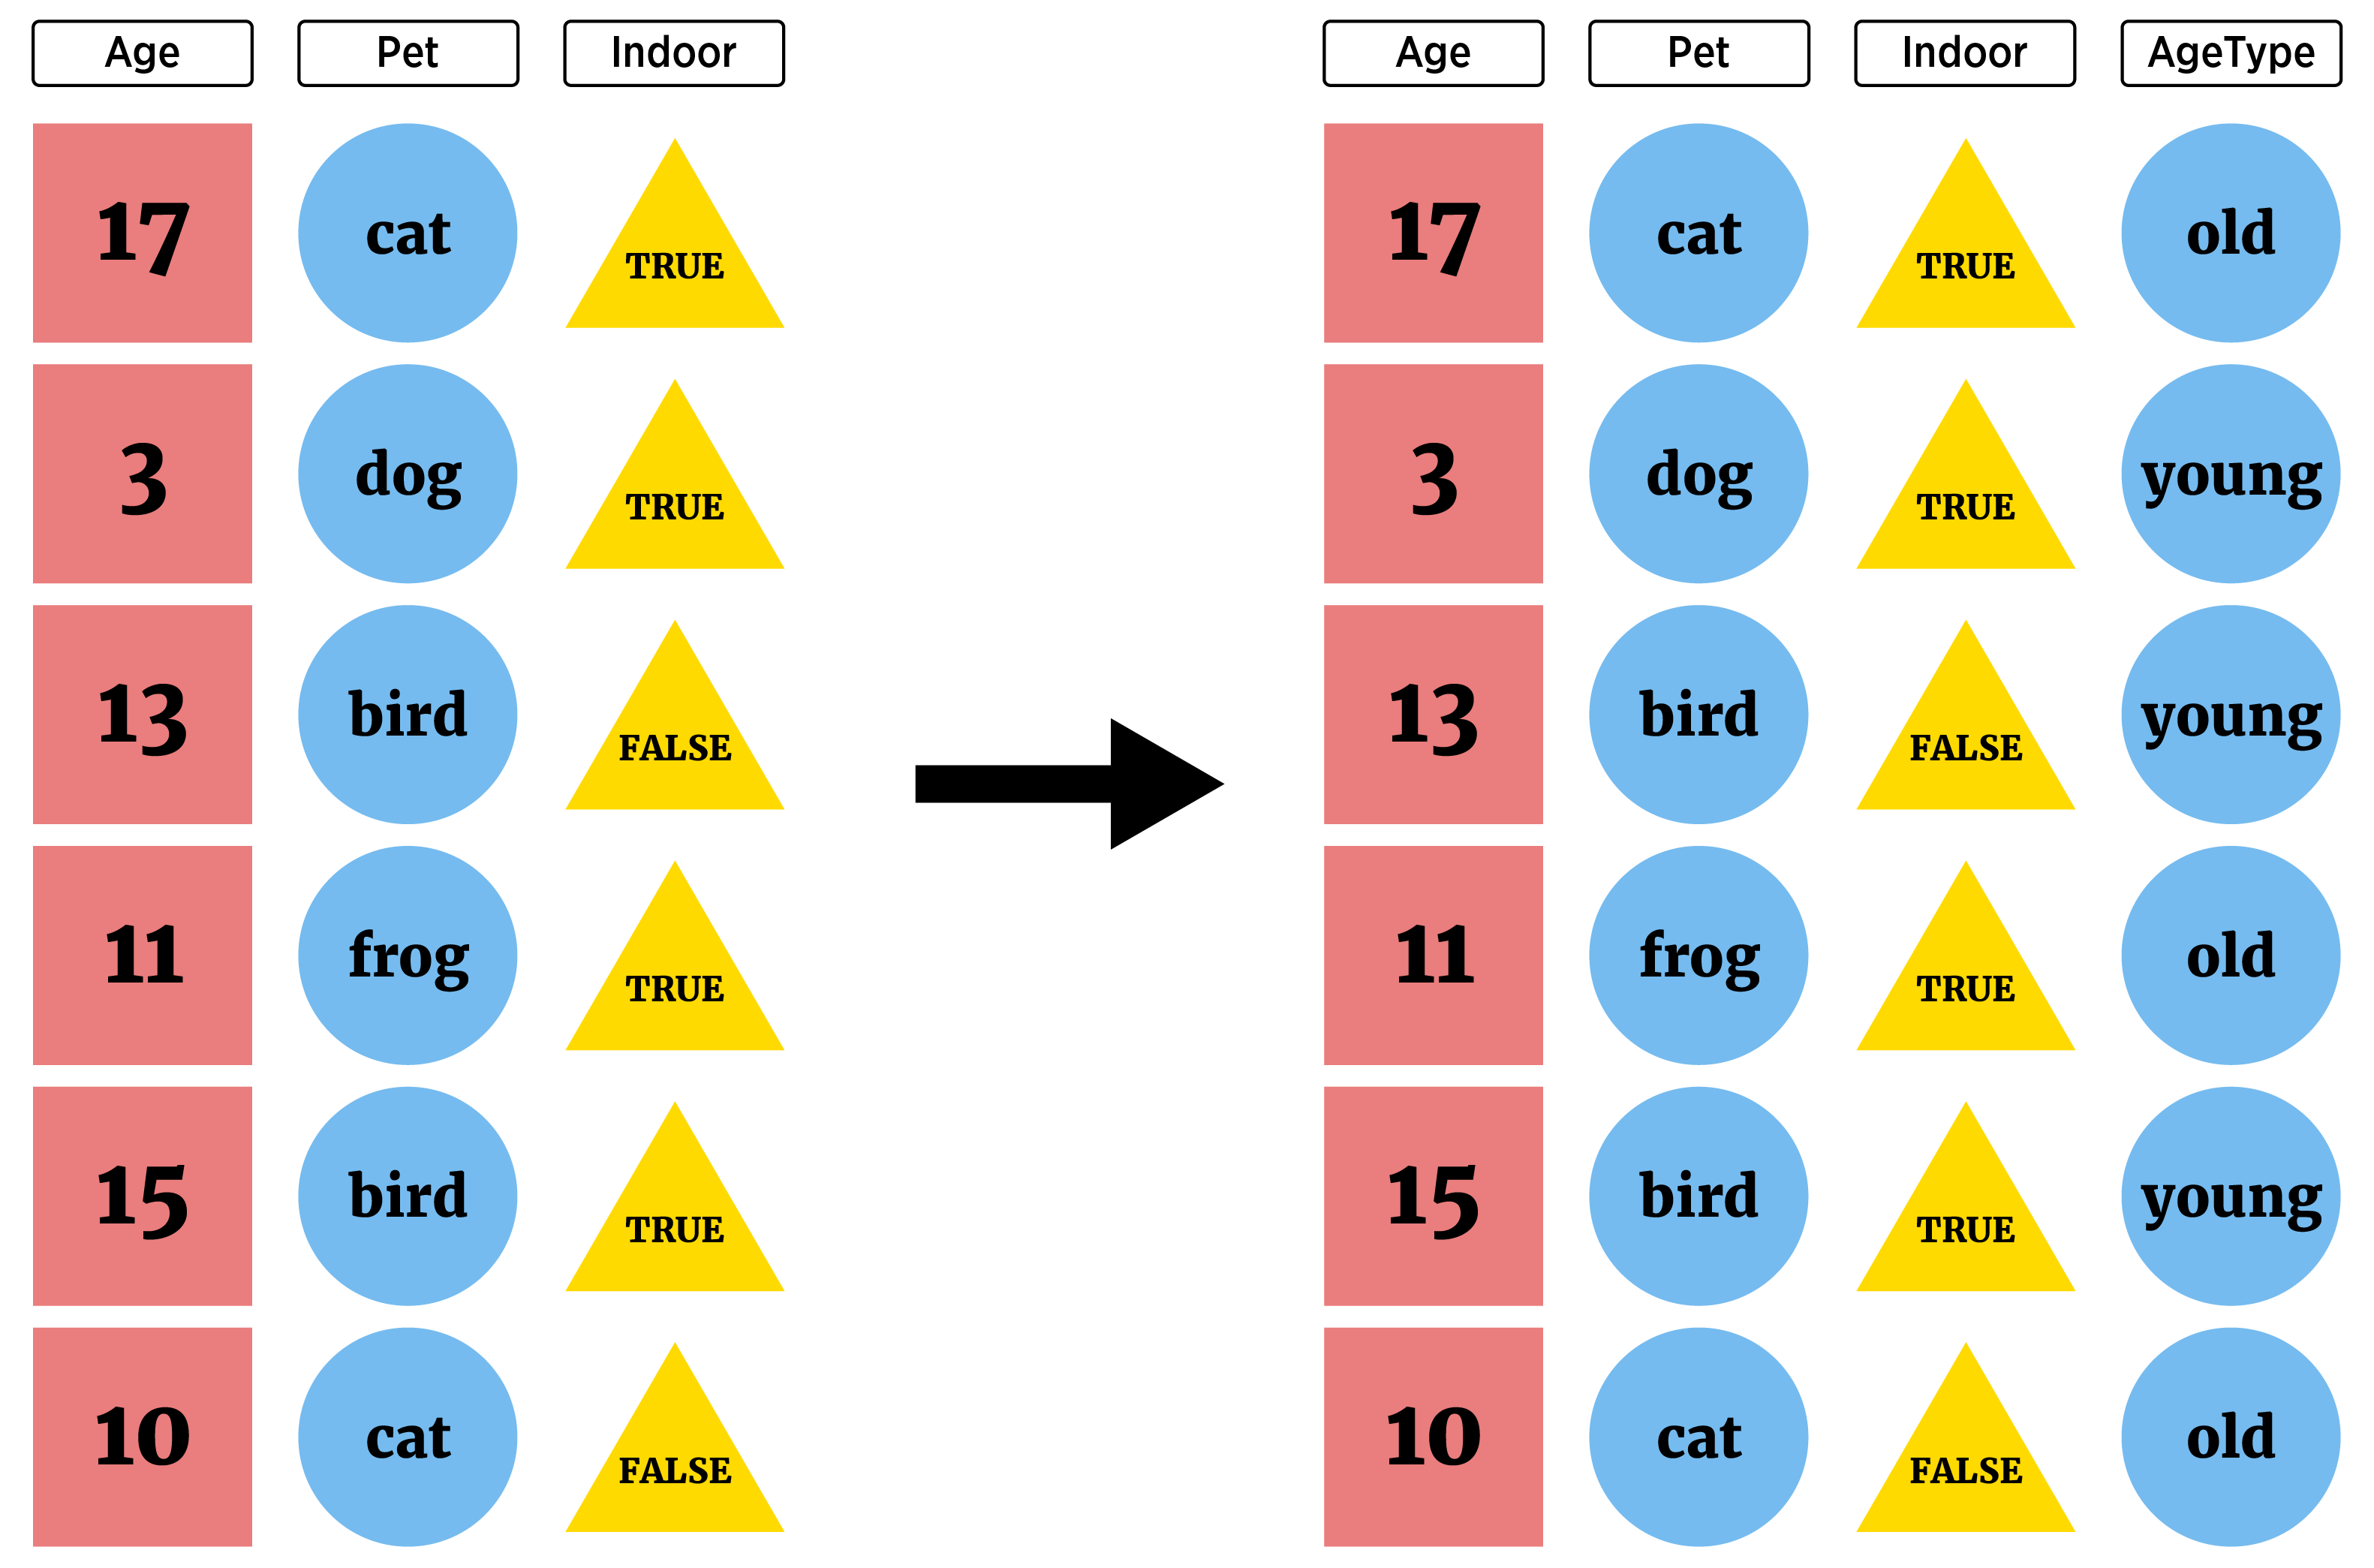 Age Pet Indoor
17 cat TRUE
3 dog TRUE
13 bird FALSE
11 frog TRUE
15 bird TRUE
10 cat FALSE
Age Pet Indoor AgeType
17 cat TRUE old
3 dog TRUE young
13 bird FALSE young
11 frog TRUE old
15 bird TRUE young
10 cat FALSE old